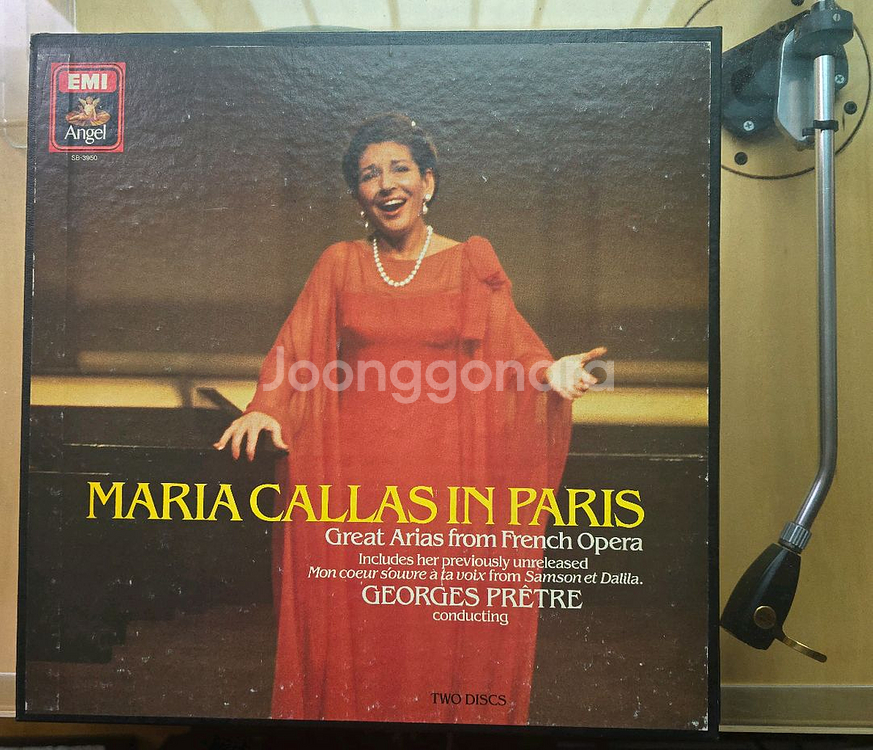 EMI
Angel
SB-3950
Joonggonara
MARIA CALLAS IN PARIS
Great Arias from French Opera
Includes her previously unreleased
Mon coeur s'ouvre à ta voix from Samson et Dalila.
GEORGES PRÊTRE
conducting
TWO DISCS